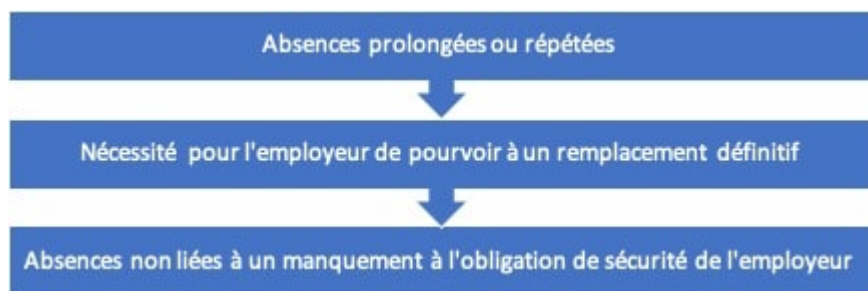 Absences prolongées ou répétées
Nécessité pour l'employeur de pourvoir à un remplacement définitif
Absences non liées à un manquement à l'obligation de sécurité de l'employeur